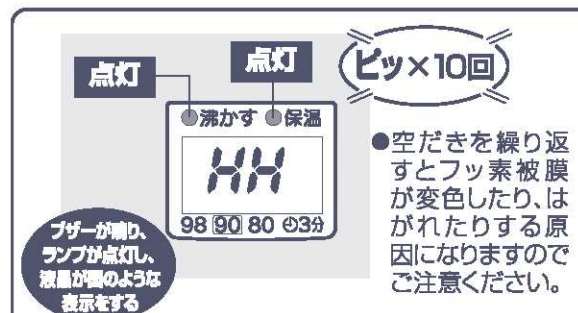 点灯
点灯
ピッ×10回
沸かす 保温
HH
98 90 80 3分
ブザーが鳴り、
ランプが点灯し、
液晶が図のような
表示をする
●空だきを繰り返
すとフッ素被膜
が変色したり、は
がれたりする原
因になりますので
ご注意ください。